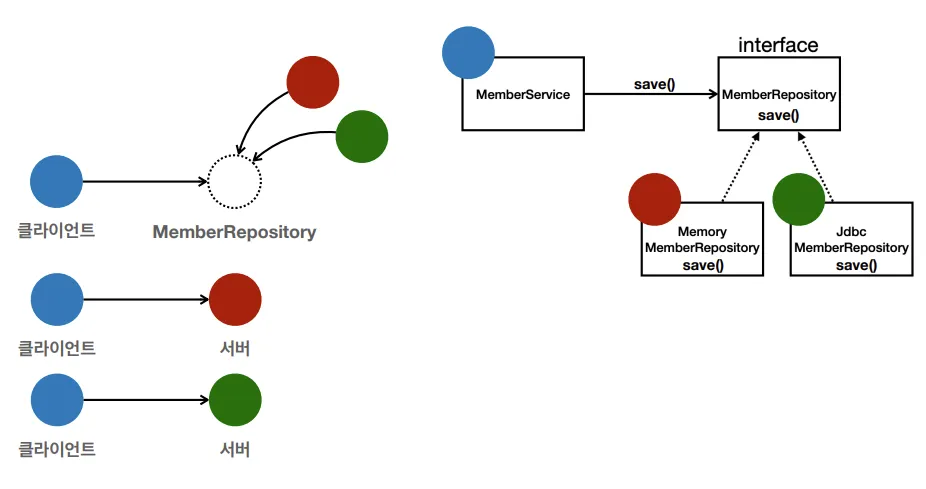 클라이언트
MemberRepository
클라이언트
서버
클라이언트
서버
interface
MemberService
save()
MemberRepository
save()
Memory
MemberRepository
save()
Jdbc
MemberRepository
save()